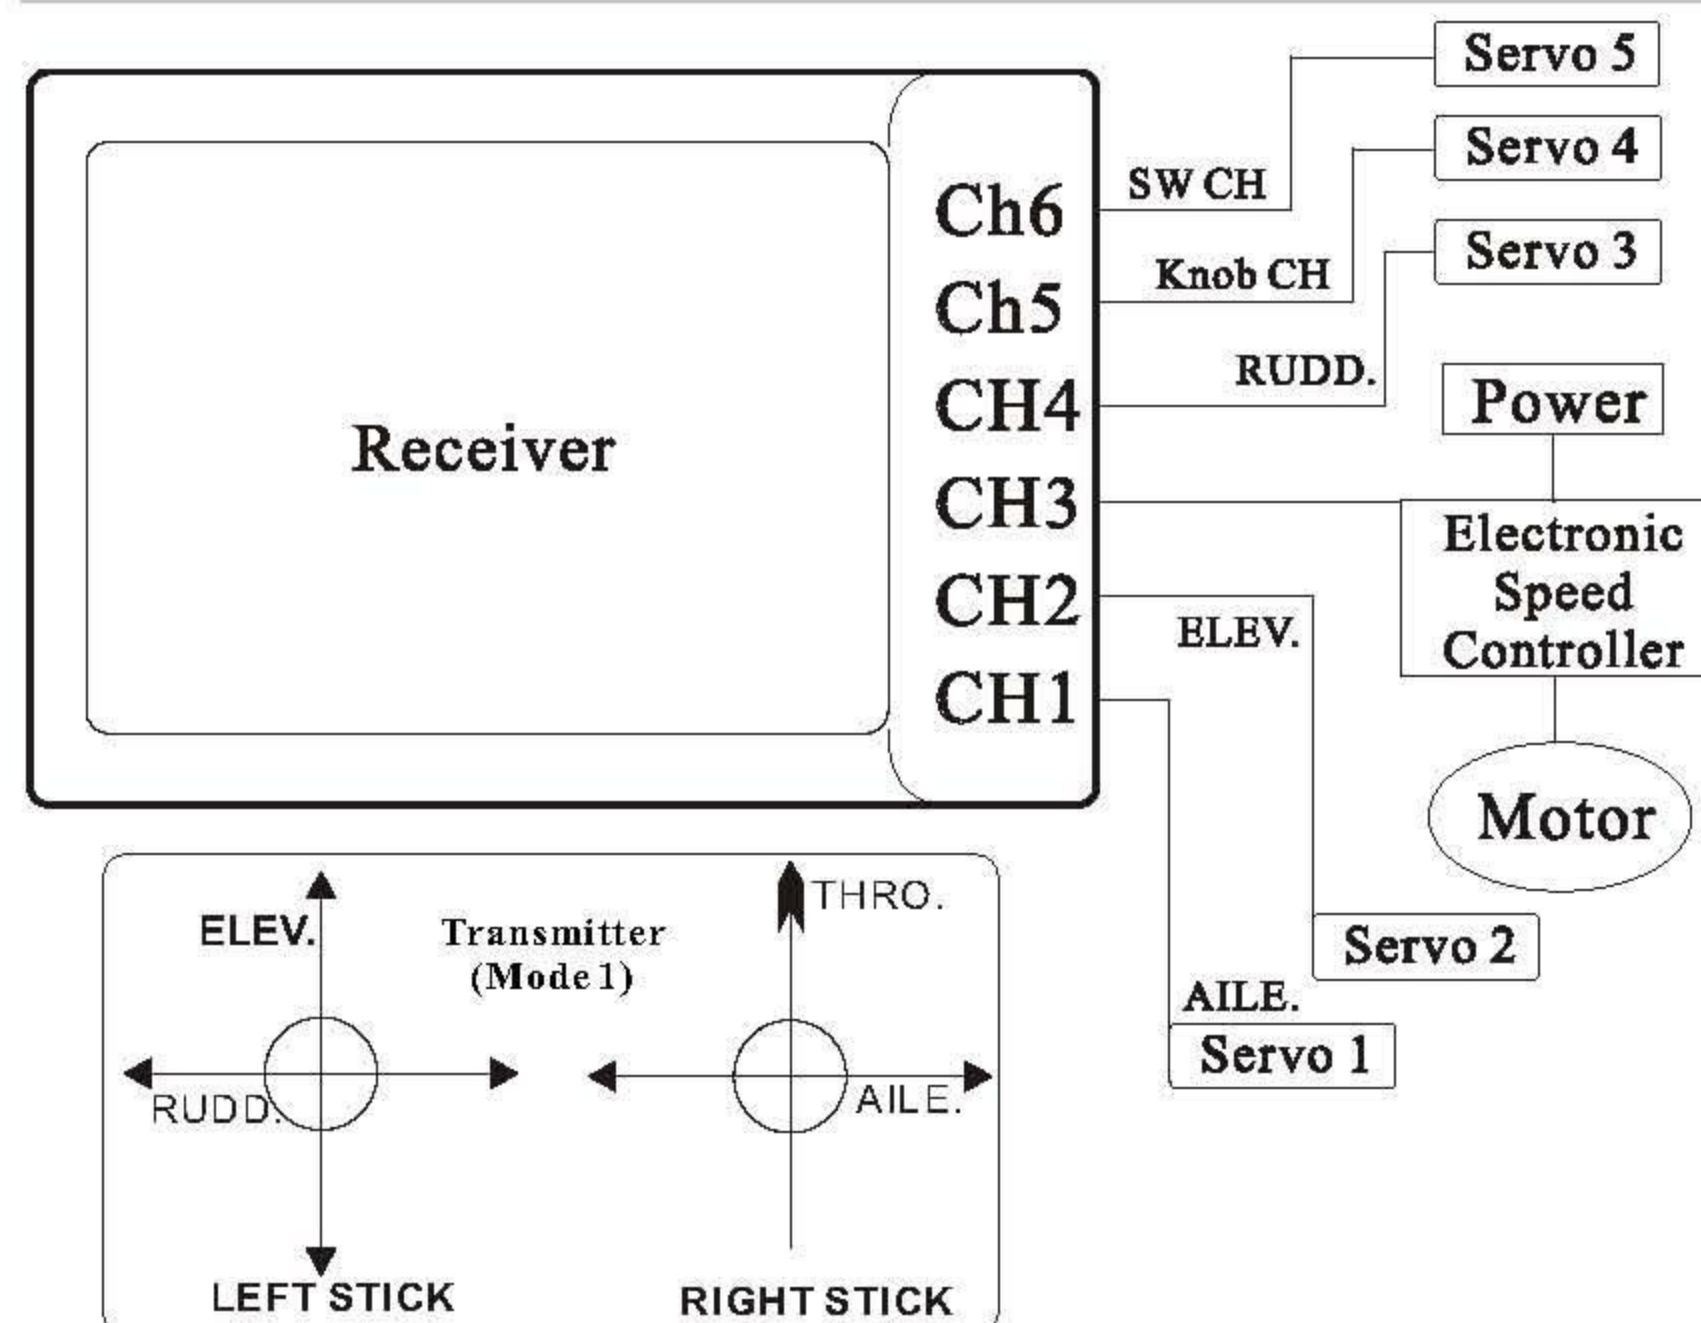 Servo 5
Servo 4
SW CH
Ch6
Servo 3
Knob CH
Ch5
RUDD.
Power
CH4
Receiver
CH3
Electronic
Speed
Controller
CH2
ELEV.
CH1
Motor
THRO.
ELEV.
Transmitter
(Mode 1)
Servo 2
AILE.
Servo 1
RUDD.
AILE.
LEFT STICK
RIGHT STICK